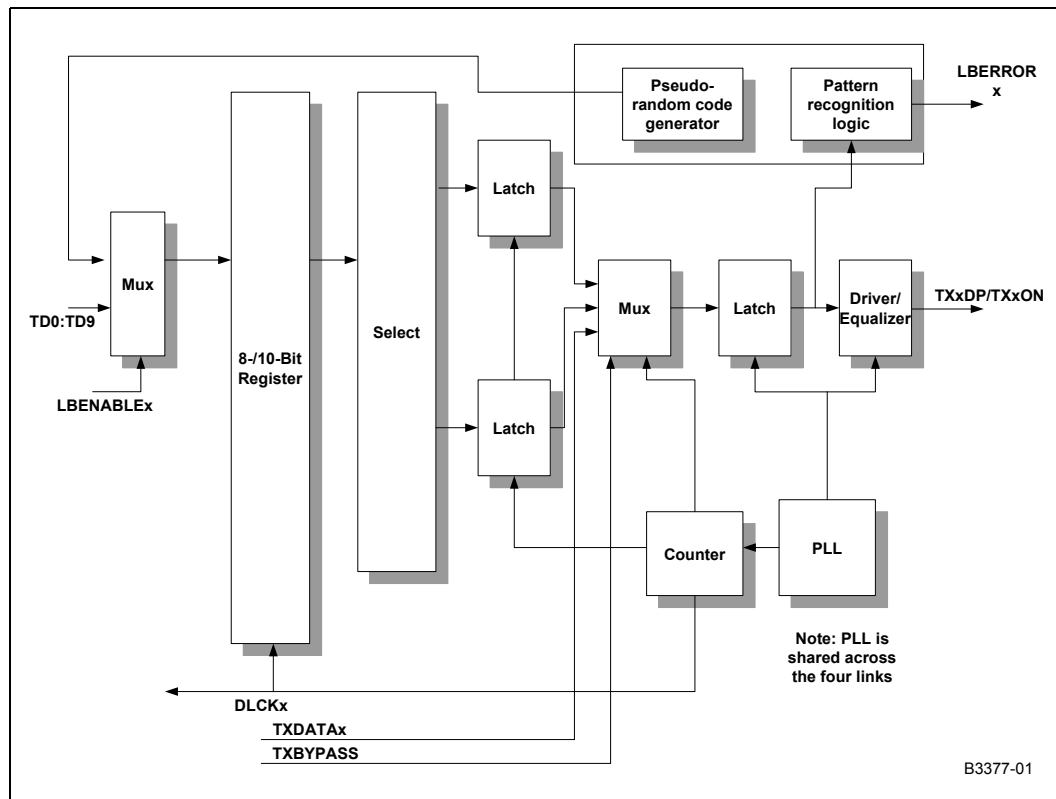 LBERROR
x
Pseudo-
random code
generator
Pattern
recognition
logic
Latch
Mux
TD0:TD9
LBENABLEx
8-/10-Bit
Register
Select
Mux
Latch
Driver/
Equalizer
TXxDP/TXxON
Latch
Counter
PLL
Note: PLL is
shared across
the four links
DLCKx
TXDATAx
TXBYPASS
B3377-01